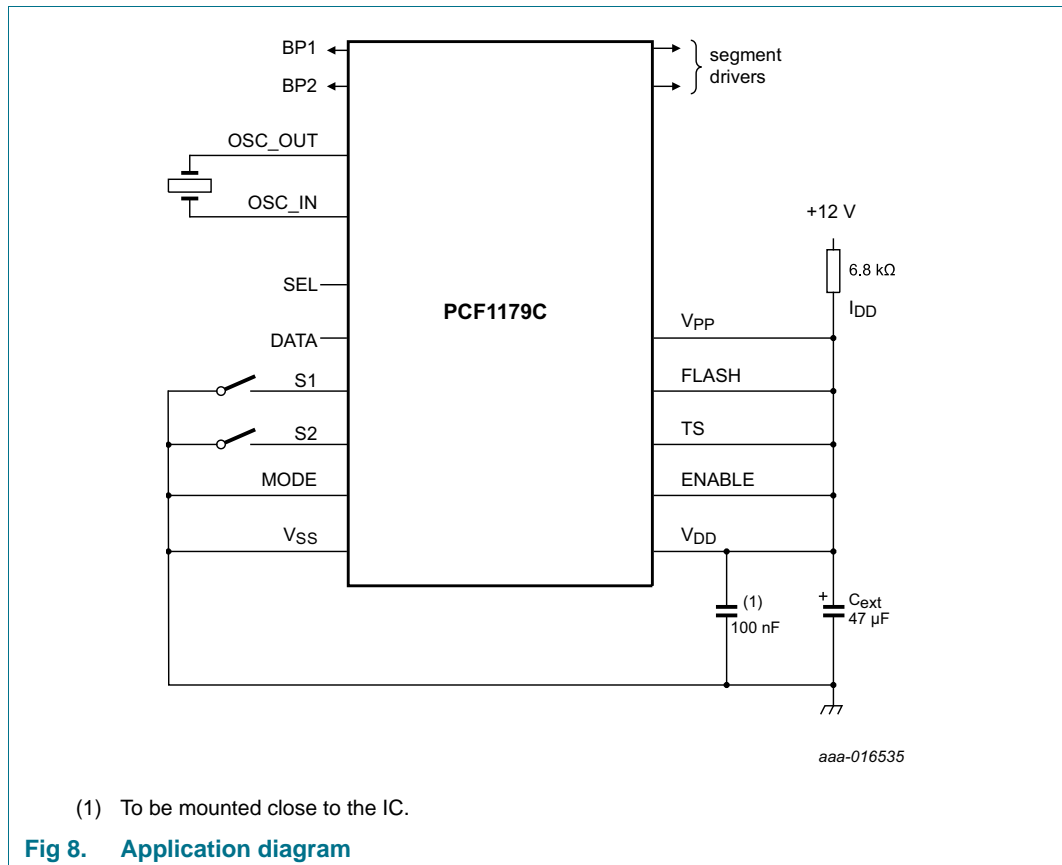 BP1
BP2
segment
drivers
OSC_OUT
OSC_IN
+12 V
6.8 kΩ
IDD
SEL
PCF1179C
VPP
DATA
FLASH
S1
TS
S2
MODE
ENABLE
VSS
VDD
(1)
100 nF
+
Cext
47 μF
aaa-016535
(1) To be mounted close to the IC.
Fig 8. Application diagram